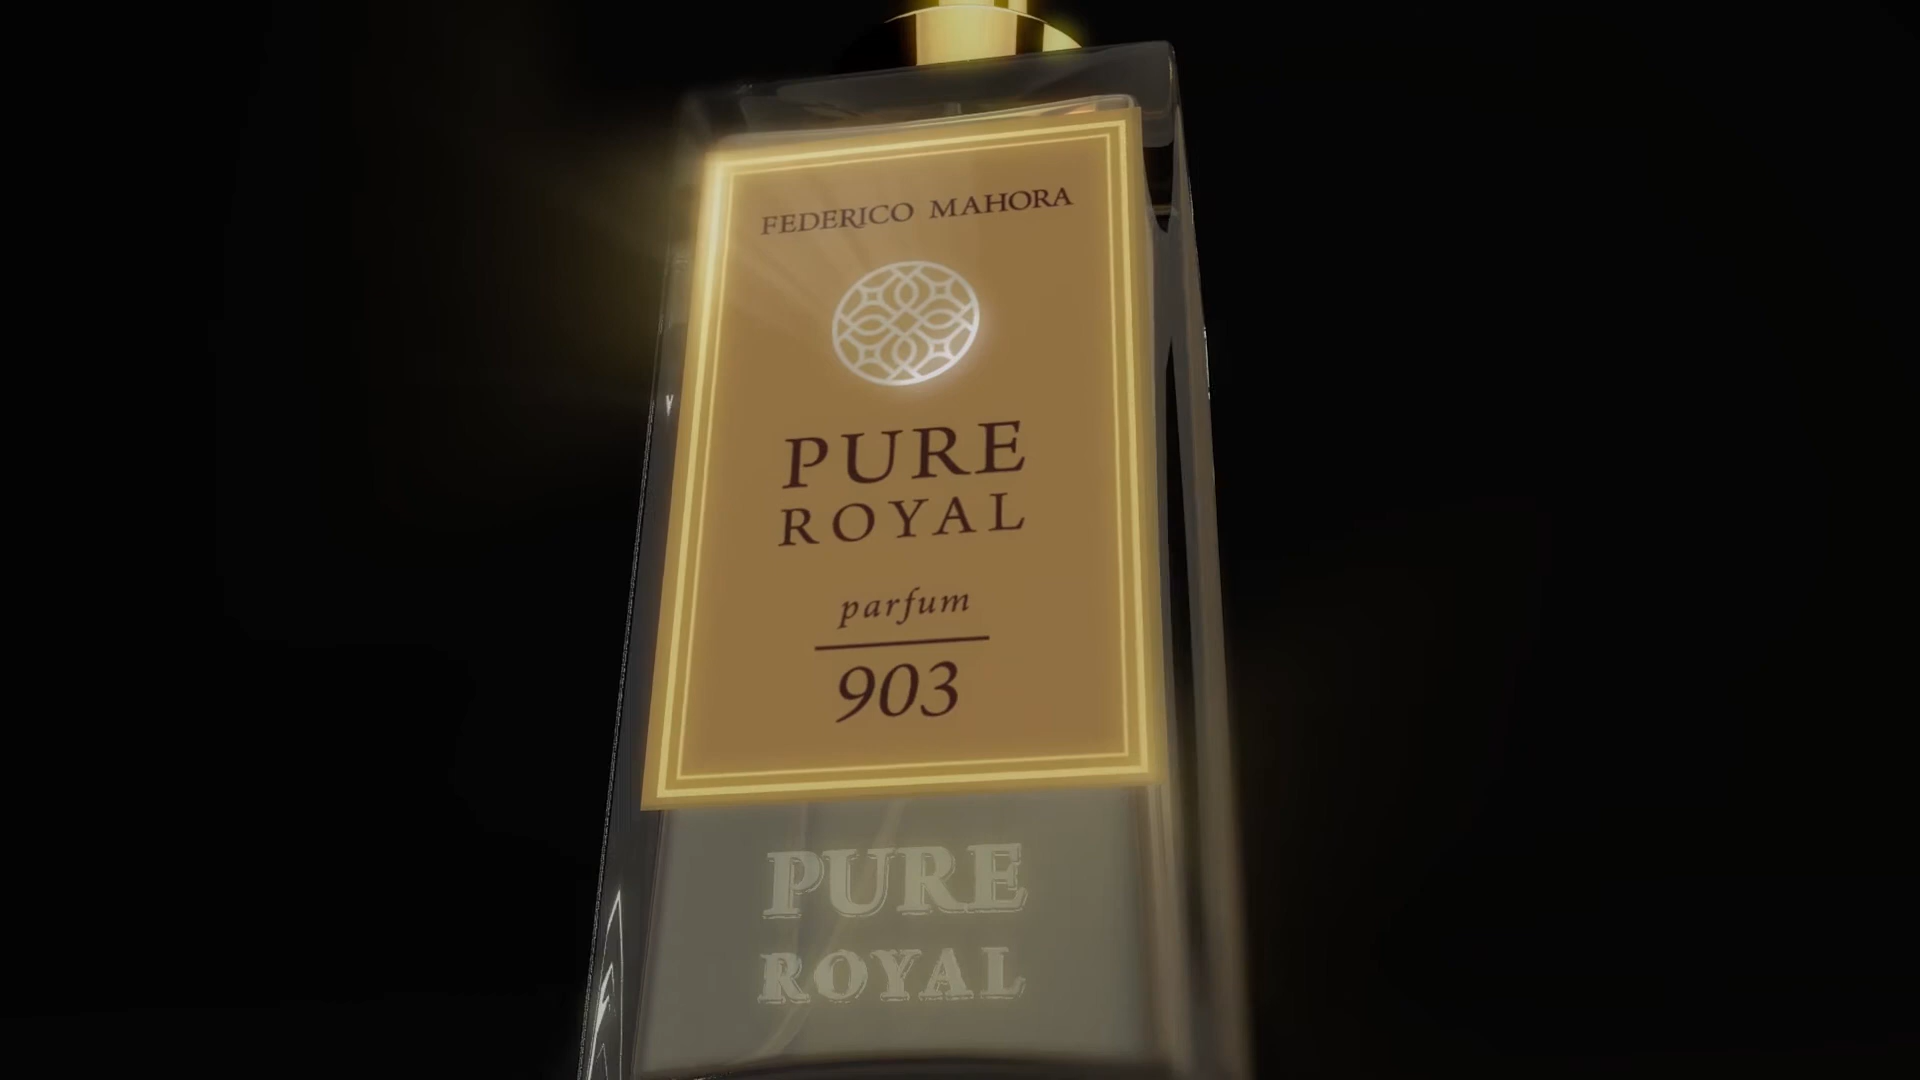 FEDERICO MAHORA
PURE
ROYAL
parfum
903
PURE
ROYAL